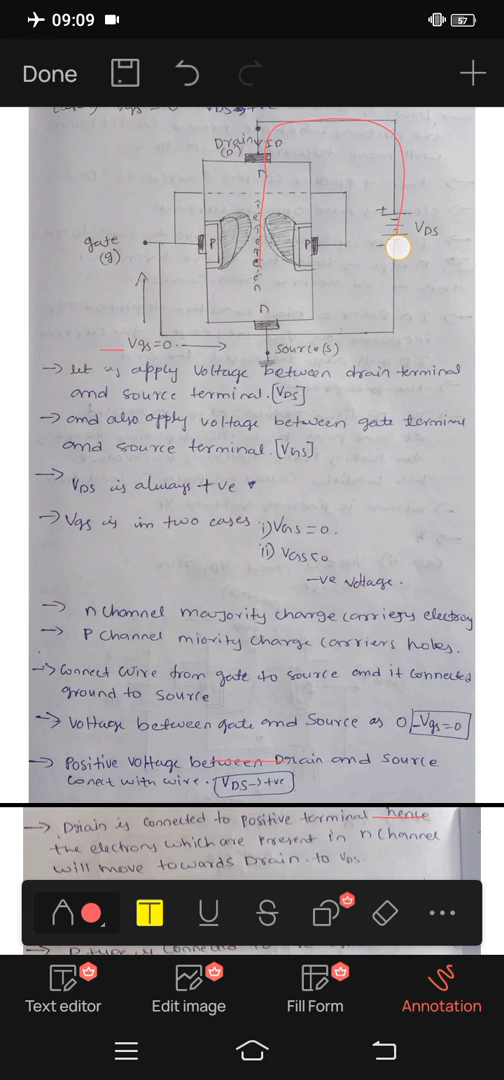 09:09
57
Done
Vgs = 0
Drain ID
(D)
n
e
P
P
gate
(g)
+
VDS
-
n
n
Vgs=0.
source(s)
→ let us apply voltage between drain terminal
and source terminal. [VDS]
→ and also apply voltage between gate terminal
and source terminal. [VGS]
→ VDS is always +ve
→ Vgs is in two cases i) VGS = 0.
ii) VGS < 0
-ve voltage.
→ n channel majority charge carriers electrons
→ P channel miority charge carriers holes.
→ Connect wire from gate to source and it connected
ground to source
→ Voltage between gate and source as 0 -Vgs=0
→ Positive voltage between Drain and source
conect with wire. VDS→+ve
→ Drain is connected to positive terminal hence
the electrons which are present in n channel
will move towards Drain. to VDS.
→ P type is connected to
T
U
S
Text editor
Edit image
Fill Form
Annotation